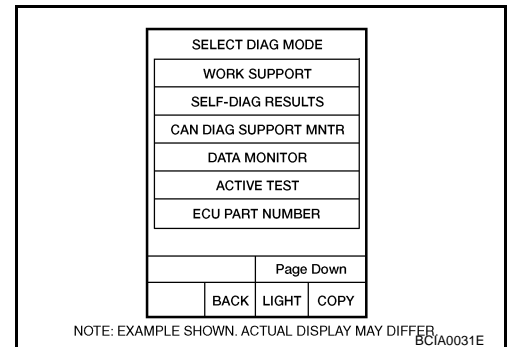 SELECT DIAG MODE
WORK SUPPORT
SELF-DIAG RESULTS
CAN DIAG SUPPORT MNTR
DATA MONITOR
ACTIVE TEST
ECU PART NUMBER
Page Down
BACK LIGHT COPY
NOTE: EXAMPLE SHOWN. ACTUAL DISPLAY MAY DIFFER.
BCIA0031E